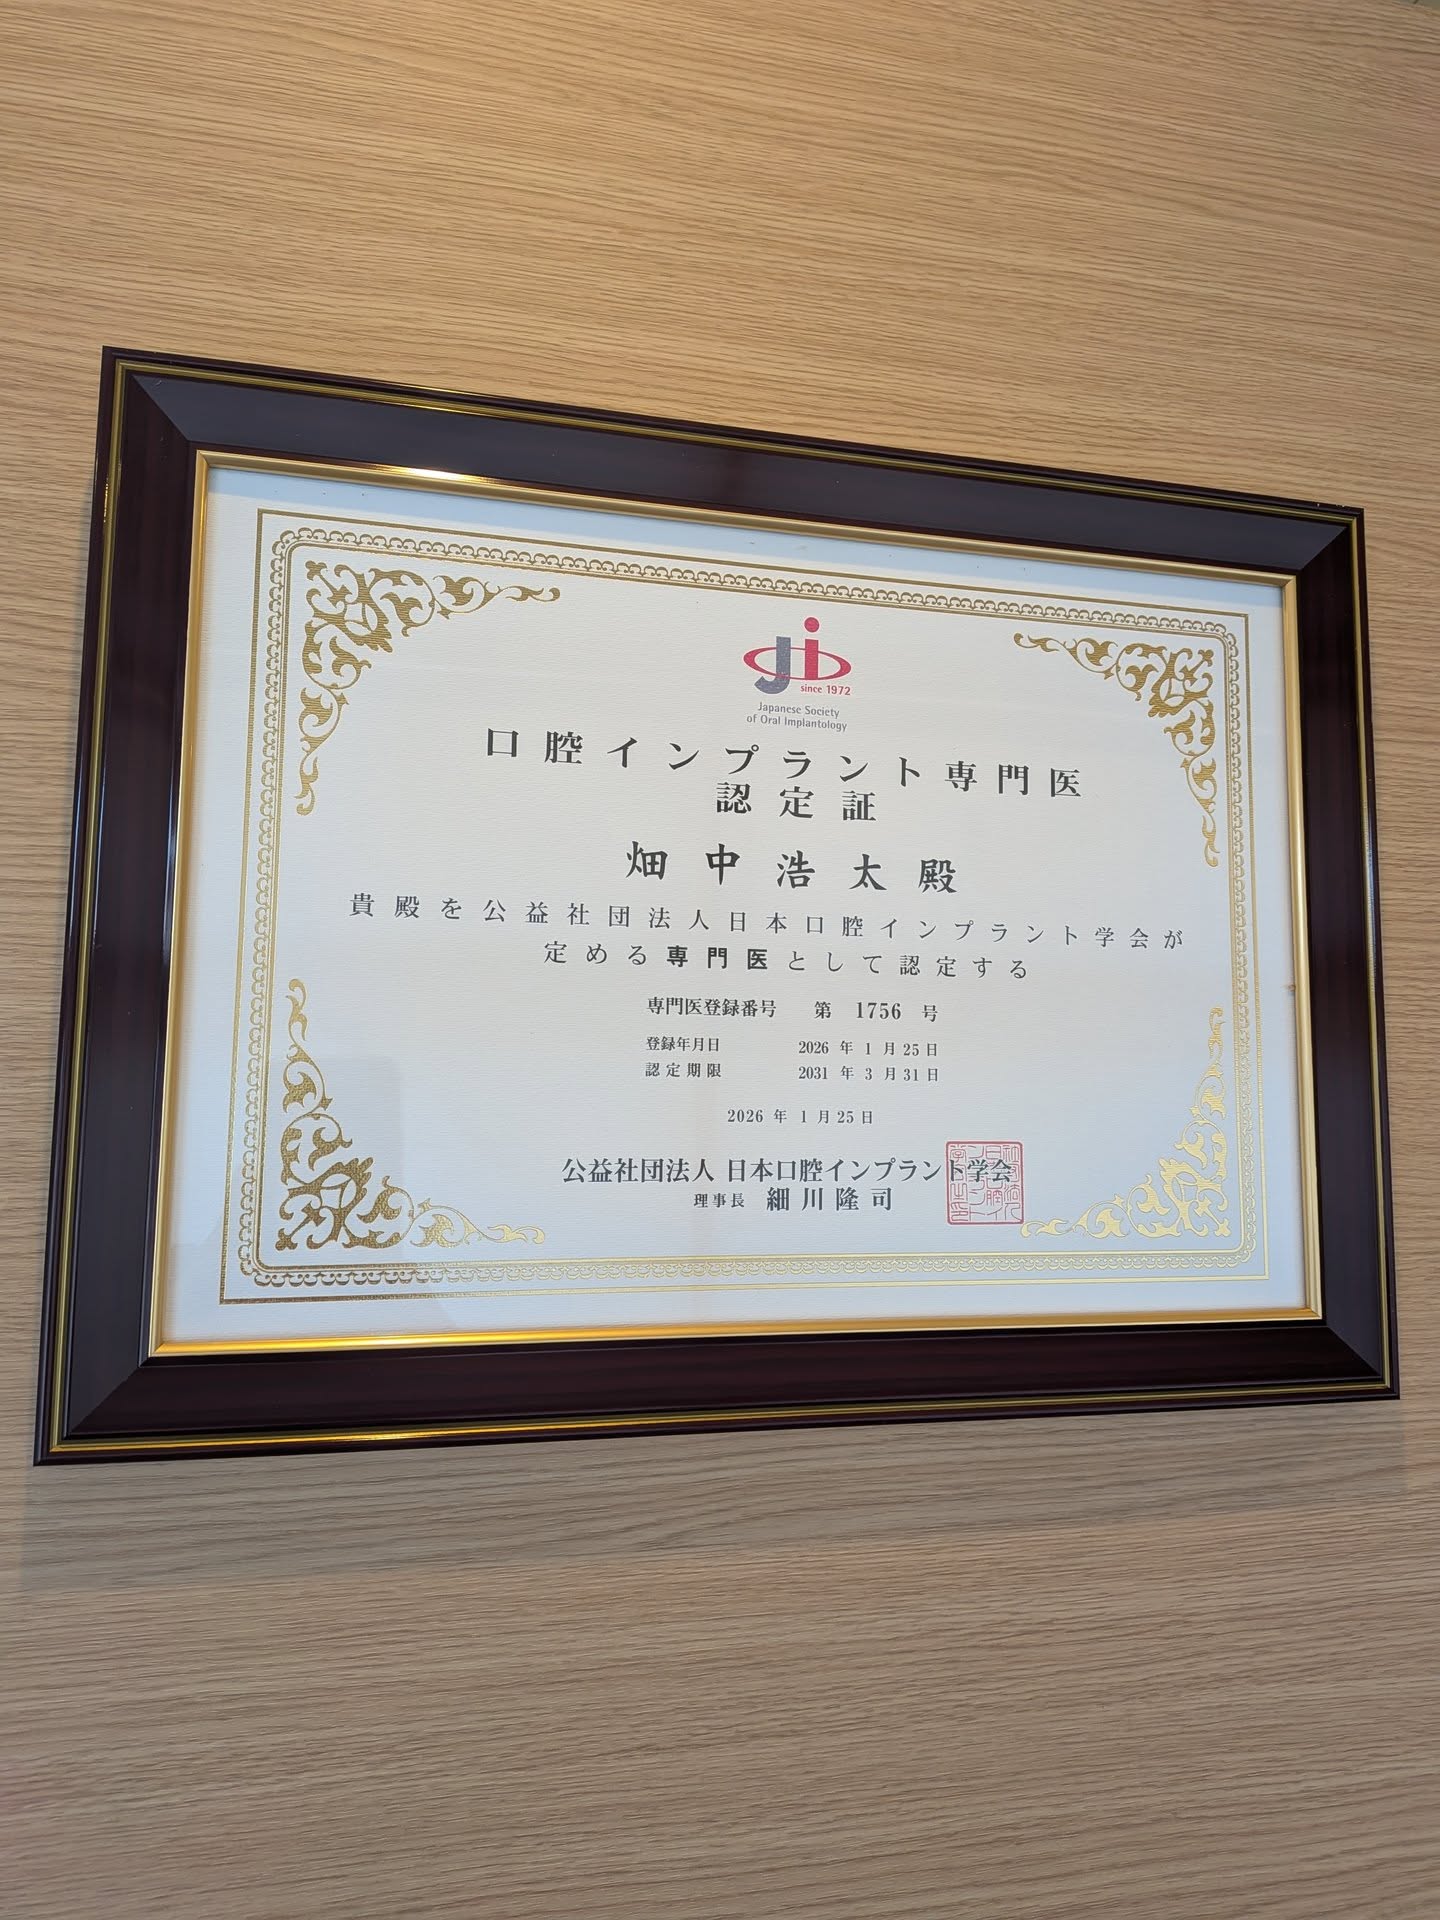 Ji
since 1972
Japanese Society
of Oral Implantology
口腔インプラント専門医
認定証
畑中浩太殿
貴殿を公益社団法人日本口腔インプラント学会が
定める専門医として認定する
専門医登録番号 第 1756 号
登録年月日 2026 年 1 月 25 日
認定期限 2031 年 3 月 31 日
2026 年 1 月 25 日
公益社団法人 日本口腔インプラント学会
理事長 細川隆司